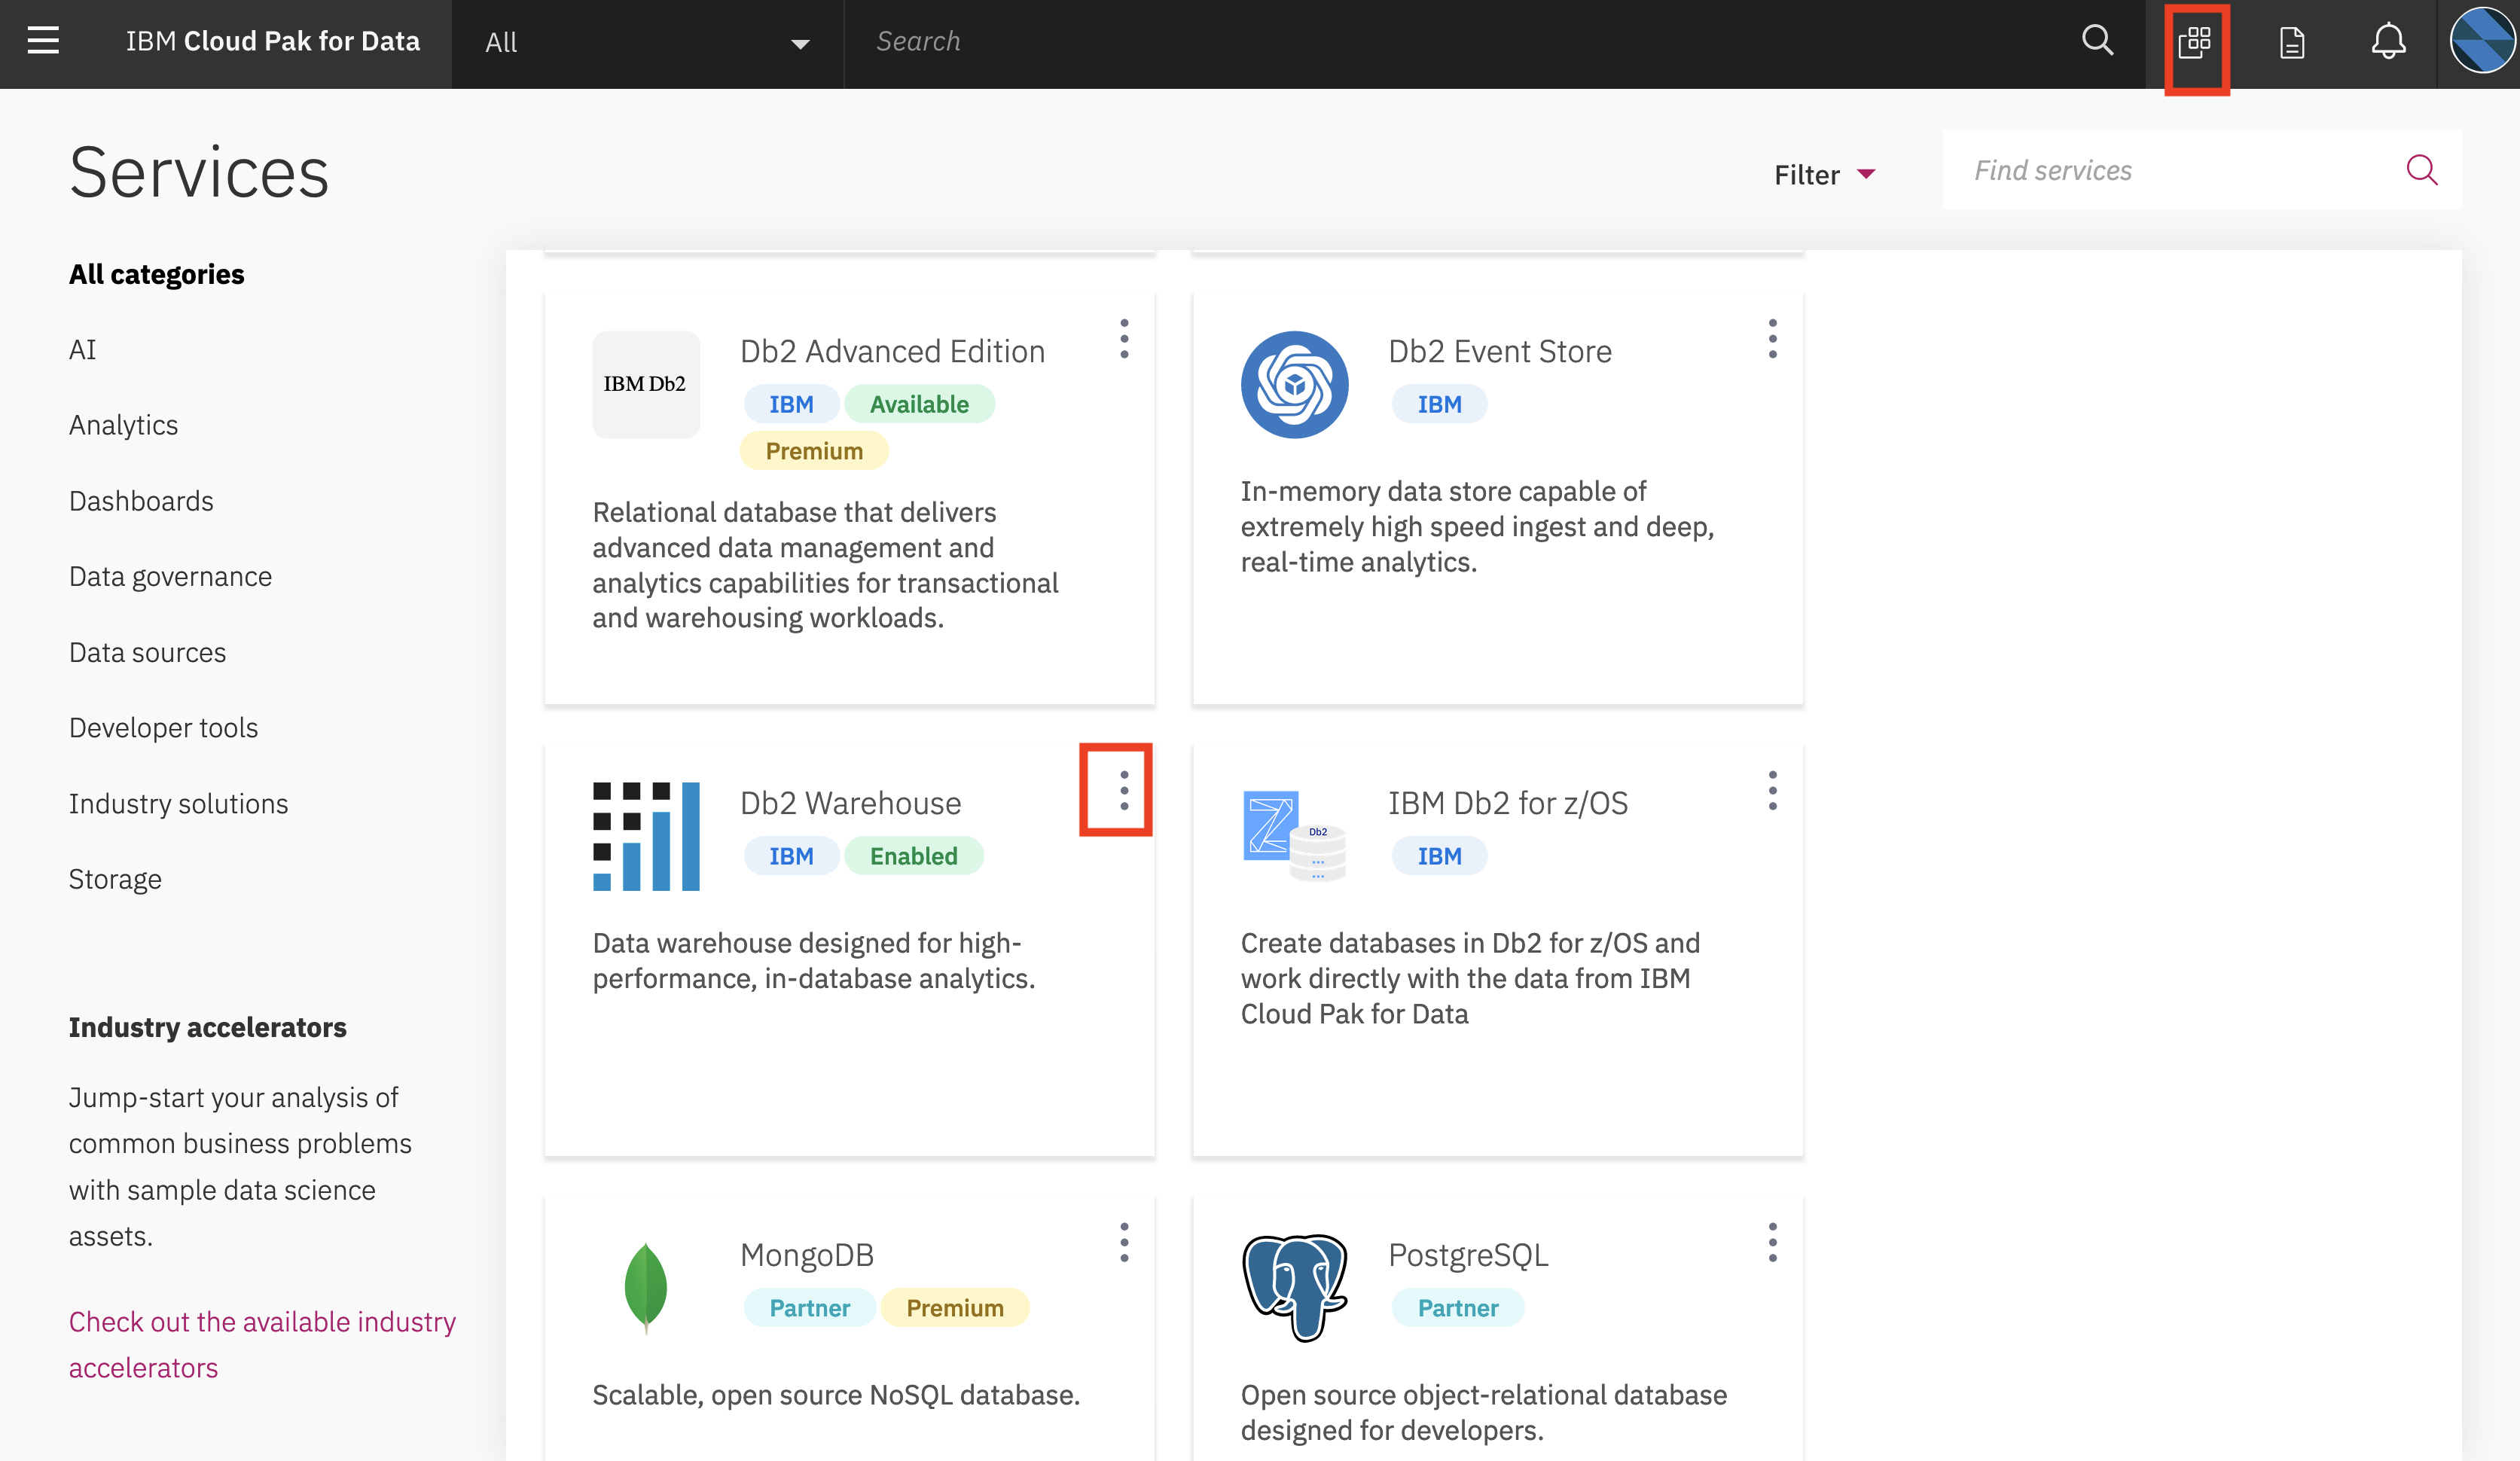 IBM Cloud Pak for Data
All
Search
Services
Filter
Find services
All categories
AI
Analytics
Dashboards
Data governance
Data sources
Developer tools
Industry solutions
Storage
Industry accelerators
Jump-start your analysis of
common business problems
with sample data science
assets.
Check out the available industry
accelerators
IBM Db2
Db2 Advanced Edition
IBM Available
Premium
Relational database that delivers
advanced data management and
analytics capabilities for transactional
and warehousing workloads.
Db2 Event Store
IBM
In-memory data store capable of
extremely high speed ingest and deep,
real-time analytics.
Db2 Warehouse
IBM Enabled
Data warehouse designed for high-
performance, in-database analytics.
Db2
IBM Db2 for z/OS
IBM
Create databases in Db2 for z/OS and
work directly with the data from IBM
Cloud Pak for Data
MongoDB
Partner Premium
Scalable, open source NoSQL database.
PostgreSQL
Partner
Open source object-relational database
designed for developers.